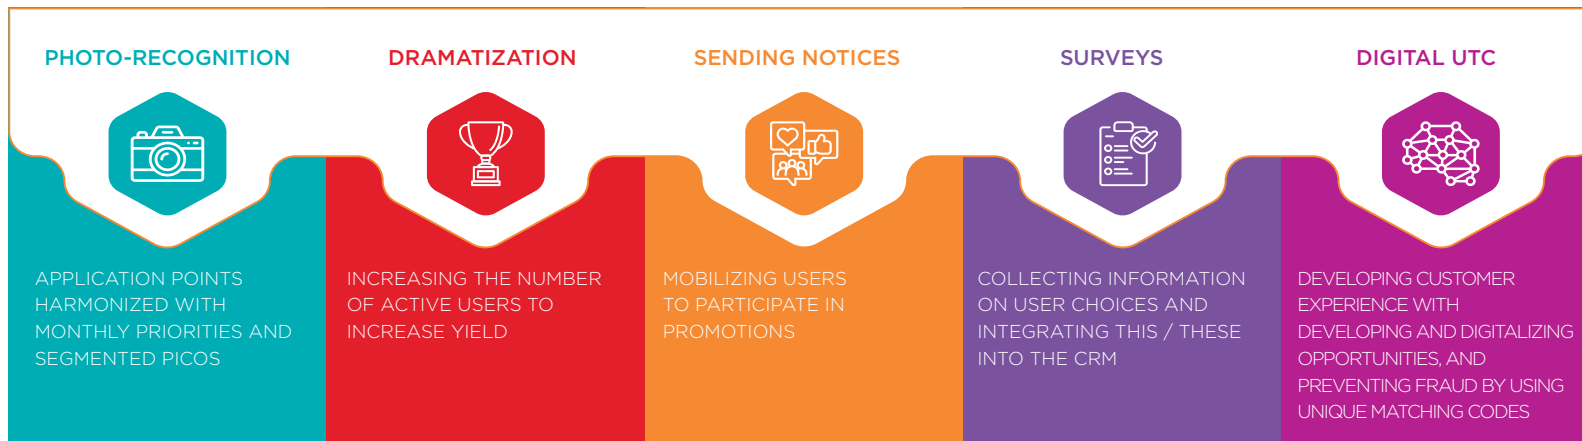 PHOTO-RECOGNITION
APPLICATION POINTS
HARMONIZED WITH
MONTHLY PRIORITIES AND
SEGMENTED PICOS
DRAMATIZATION
INCREASING THE NUMBER
OF ACTIVE USERS TO
INCREASE YIELD
SENDING NOTICES
MOBILIZING USERS
TO PARTICIPATE IN
PROMOTIONS
SURVEYS
COLLECTING INFORMATION
ON USER CHOICES AND
INTEGRATING THIS / THESE
INTO THE CRM
DIGITAL UTC
DEVELOPING CUSTOMER
EXPERIENCE WITH
DEVELOPING AND DIGITALIZING
OPPORTUNITIES, AND
PREVENTING FRAUD BY USING
UNIQUE MATCHING CODES